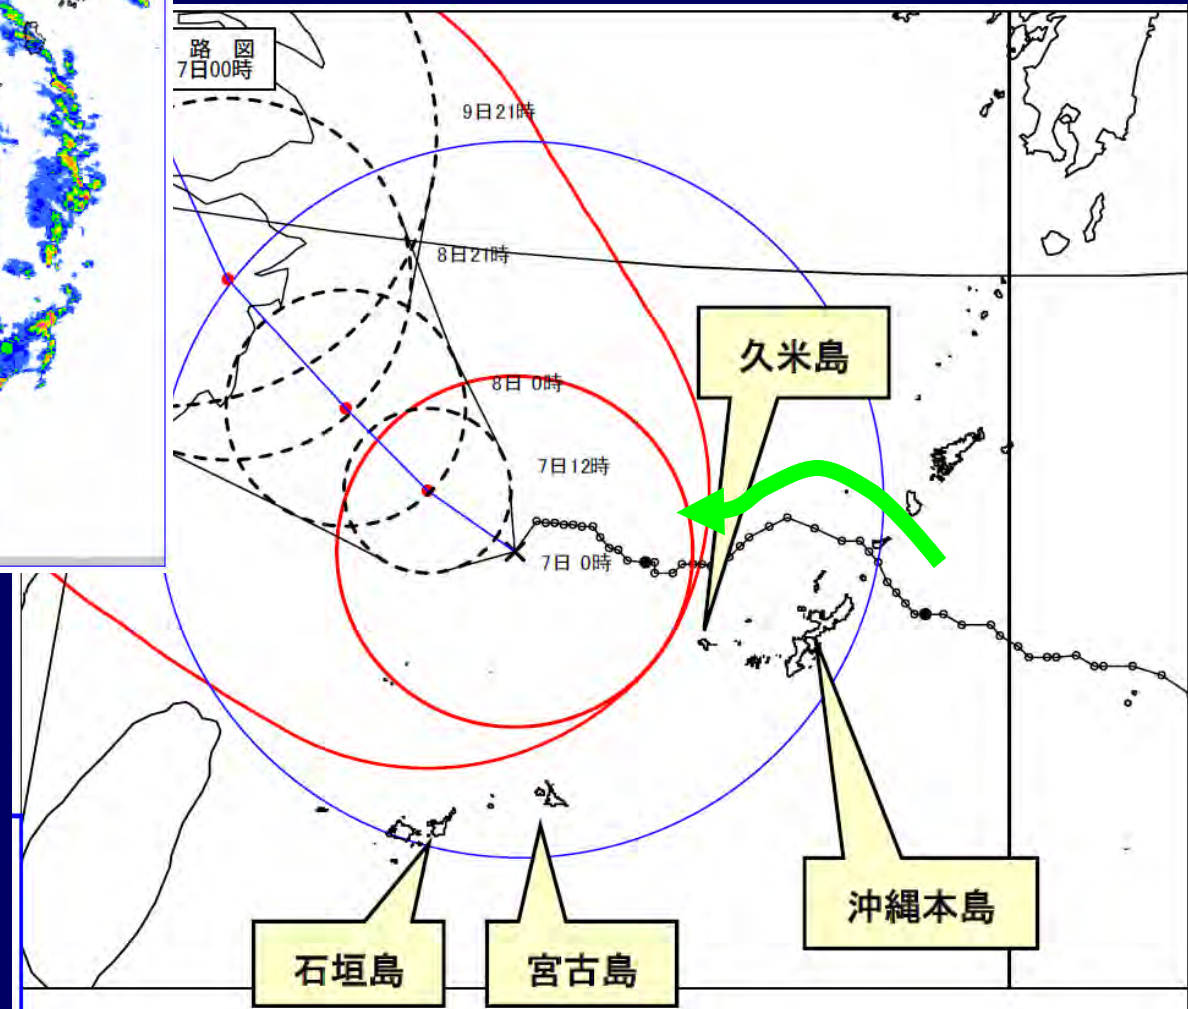 路 図
7日00時
9日21時
8日21時
久米島
8日 0時
7日12時
7日 0時
沖縄本島
石垣島
宮古島